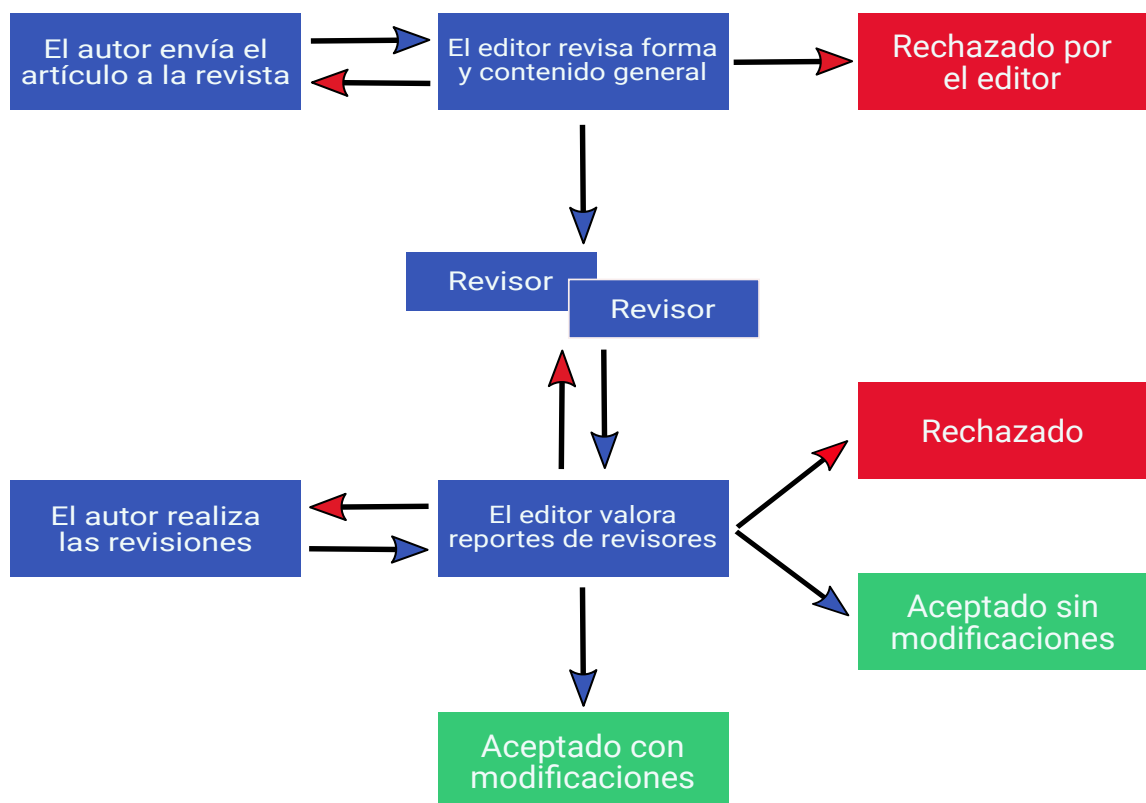 El autor envía el
artículo a la revista
El editor revisa forma
y contenido general
Rechazado por
el editor
Revisor
Revisor
Rechazado
El autor realiza
las revisiones
El editor valora
reportes de revisores
Aceptado sin
modificaciones
Aceptado con
modificaciones